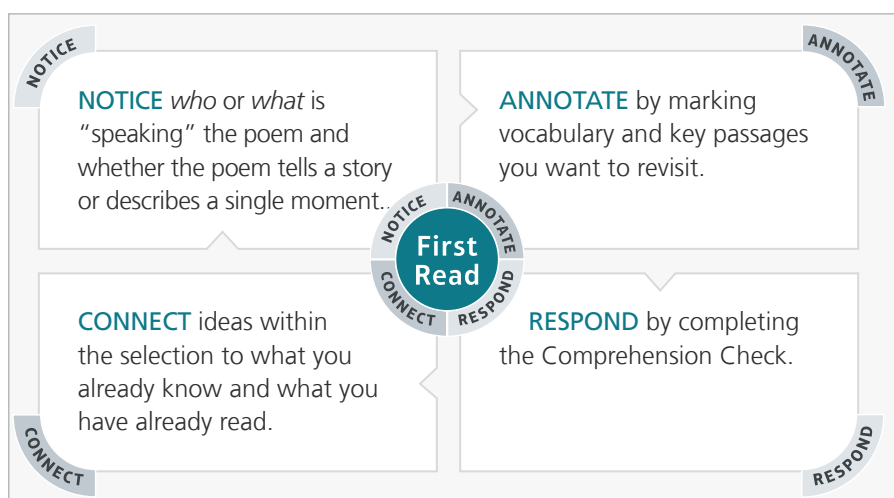 NOTICE
NOTICE who or what is
“speaking” the poem and
whether the poem tells a story
or describes a single moment..
ANNOTATE
ANNOTATE by marking
vocabulary and key passages
you want to revisit.
NOTICE
ANNOTATE
First
Read
CONNECT
RESPOND
CONNECT ideas within
the selection to what you
already know and what you
have already read.
CONNECT
RESPOND by completing
the Comprehension Check.
RESPOND